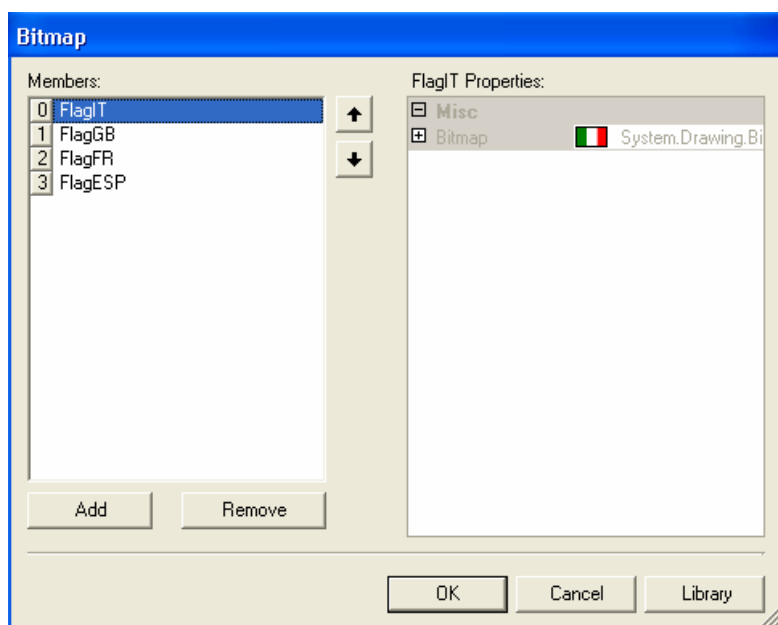 Bitmap
Members:
FlagIT Properties:
0 FlagIT
1 FlagGB
2 FlagFR
3 FlagESP
Misc
Bitmap System.Drawing.Bi
Add Remove
OK Cancel Library